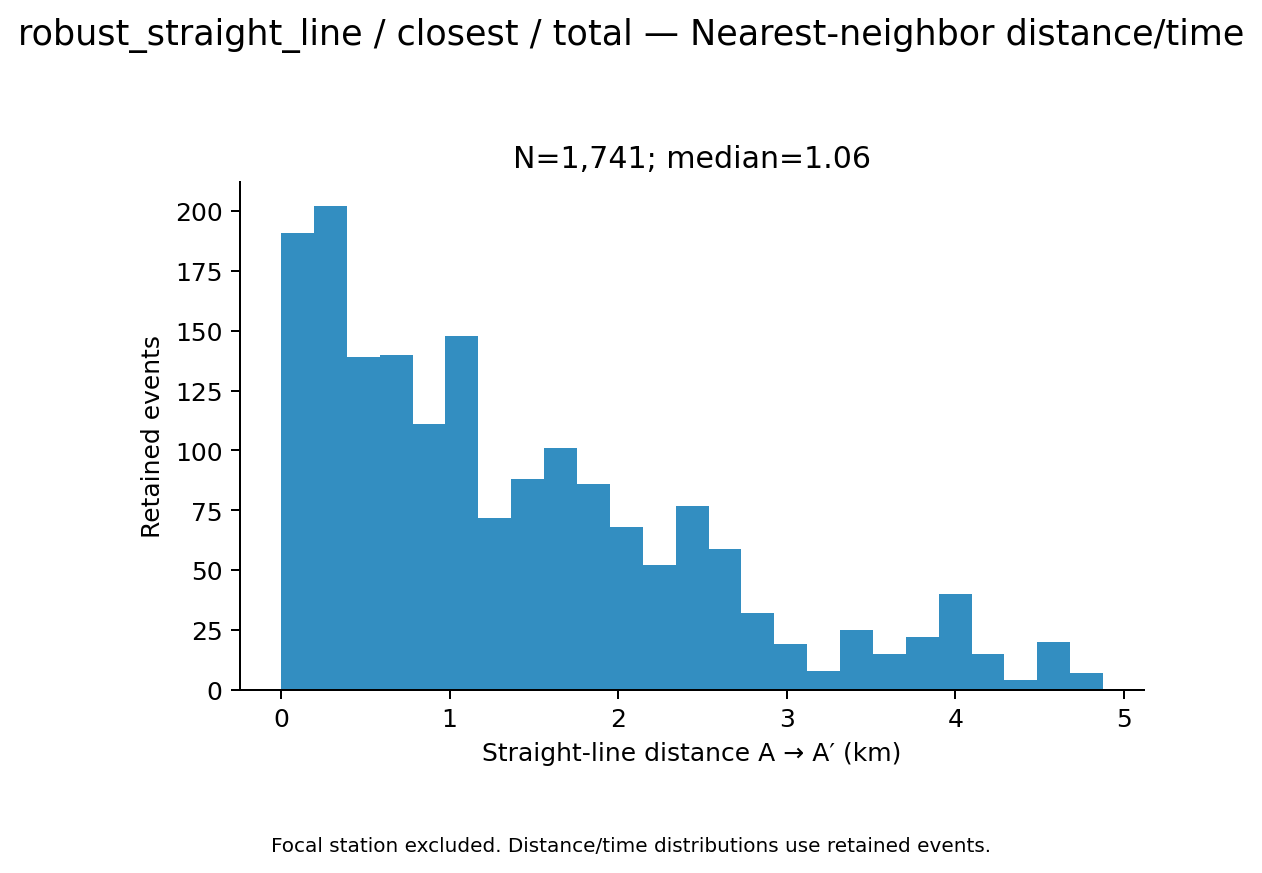 robust_straight_line / closest / total — Nearest-neighbor distance/time
N=1,741; median=1.06
Retained events
200
175
150
125
100
75
50
25
0
0 1 2 3 4 5
Straight-line distance A → A′ (km)
Focal station excluded. Distance/time distributions use retained events.